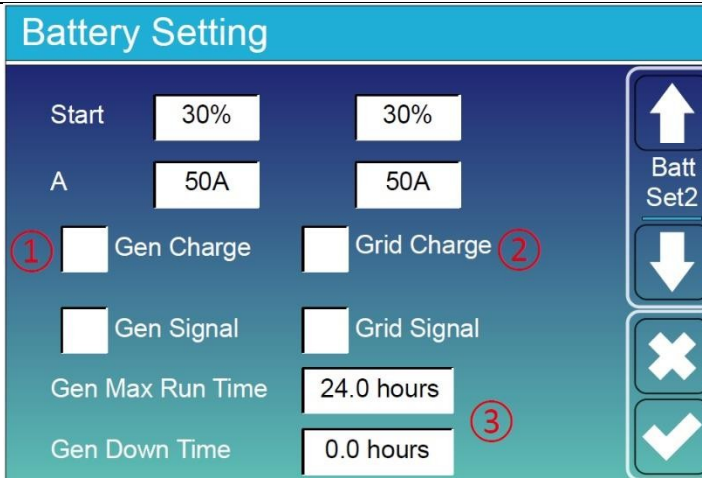 Battery Setting
Start 30% 30%
A 50A 50A
① Gen Charge Grid Charge ②
Gen Signal Grid Signal
Gen Max Run Time 24.0 hours
③
Gen Down Time 0.0 hours
Batt
Set2